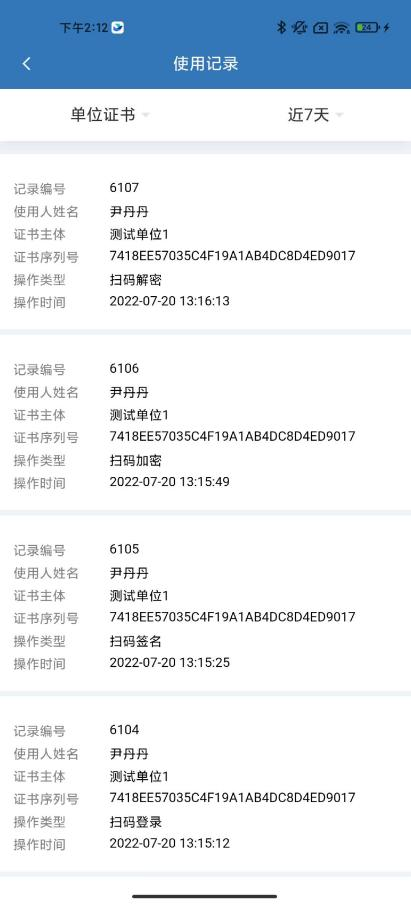 下午2:12
24
使用记录
单位证书 近7天
记录编号 6107
使用人姓名 尹丹丹
证书主体 测试单位1
证书序列号 7418EE57035C4F19A1AB4DC8D4ED9017
操作类型 扫码解密
操作时间 2022-07-20 13:16:13
记录编号 6106
使用人姓名 尹丹丹
证书主体 测试单位1
证书序列号 7418EE57035C4F19A1AB4DC8D4ED9017
操作类型 扫码加密
操作时间 2022-07-20 13:15:49
记录编号 6105
使用人姓名 尹丹丹
证书主体 测试单位1
证书序列号 7418EE57035C4F19A1AB4DC8D4ED9017
操作类型 扫码签名
操作时间 2022-07-20 13:15:25
记录编号 6104
使用人姓名 尹丹丹
证书主体 测试单位1
证书序列号 7418EE57035C4F19A1AB4DC8D4ED9017
操作类型 扫码登录
操作时间 2022-07-20 13:15:12